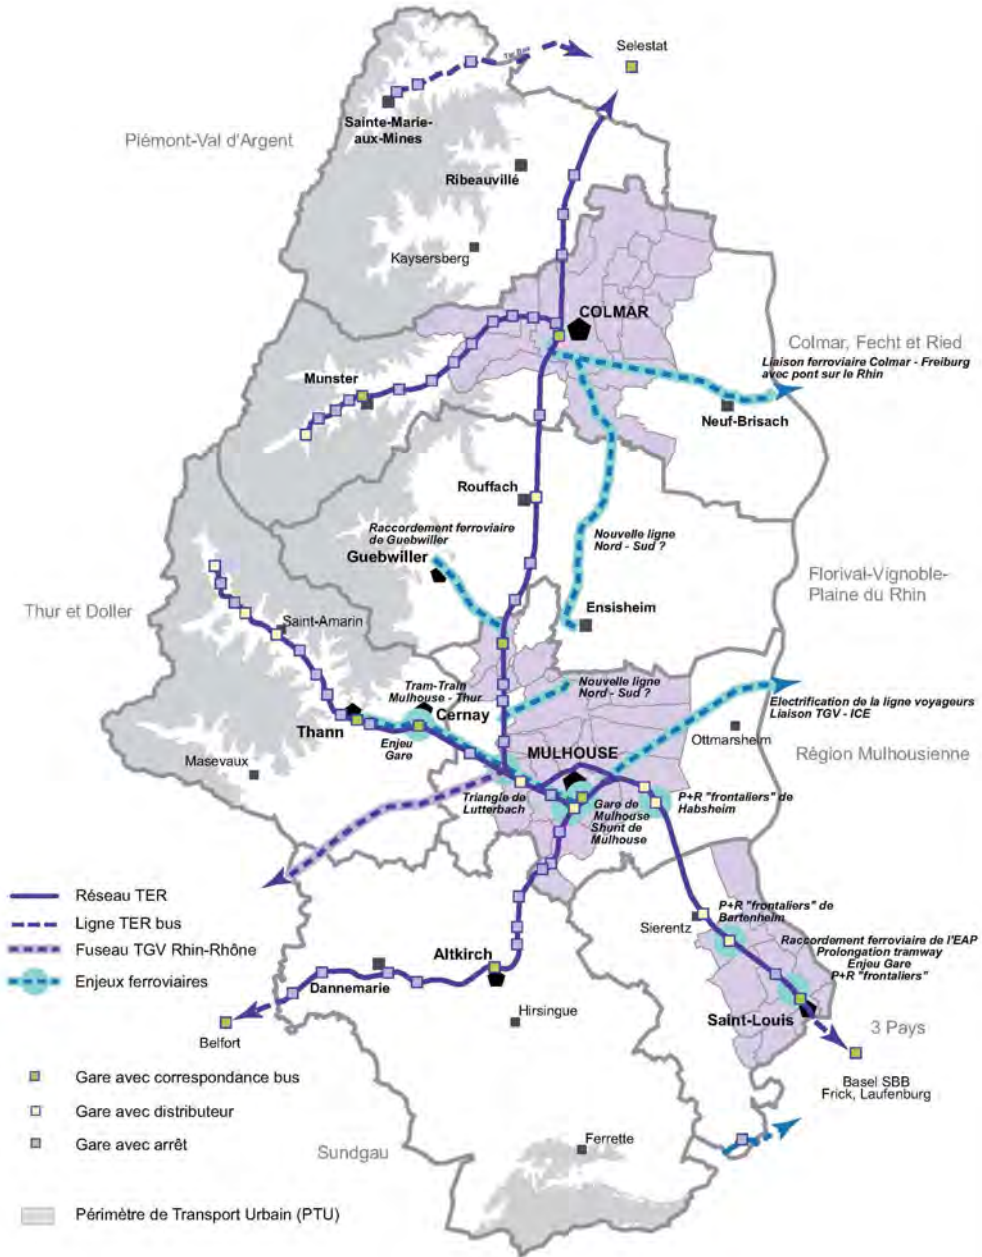 Selestat
Ter Bus
Sainte-Marie-
aux-Mines
Piémont-Val d'Argent
Ribeauvillé
Kaysersberg
COLMAR
Colmar, Fecht et Ried
Liaison ferroviaire Colmar - Freiburg
avec pont sur le Rhin
Munster
Neuf-Brisach
Rouffach
Raccordement ferroviaire
de Guebwiller
Guebwiller
Nouvelle ligne
Nord - Sud ?
Florival-Vignoble-
Plaine du Rhin
Thur et Doller
Saint-Amarin
Ensisheim
Tram-Train
Mulhouse - Thur
Nouvelle ligne
Nord - Sud ?
Cernay
Thann
Enjeu
Gare
Electrification de la ligne voyageurs
Liaison TGV - ICE
Ottmarsheim
Région Mulhousienne
MULHOUSE
Masevaux
Triangle de
Lutterbach
Gare de
Mulhouse
Shunt de
Mulhouse
P+R "frontaliers" de
Habsheim
Réseau TER
Ligne TER bus
Fuseau TGV Rhin-Rhône
Enjeux ferroviaires
Sierentz
P+R "frontaliers" de
Bartenheim
Raccordement ferroviaire de l'EAP
Prolongation tramway
Enjeu Gare
P+R "frontaliers"
Altkirch
Dannemarie
Hirsingue
Saint-Louis
3 Pays
Belfort
Basel SBB
Frick, Laufenburg
Gare avec correspondance bus
Gare avec distributeur
Gare avec arrêt
Sundgau
Ferrette
Périmètre de Transport Urbain (PTU)